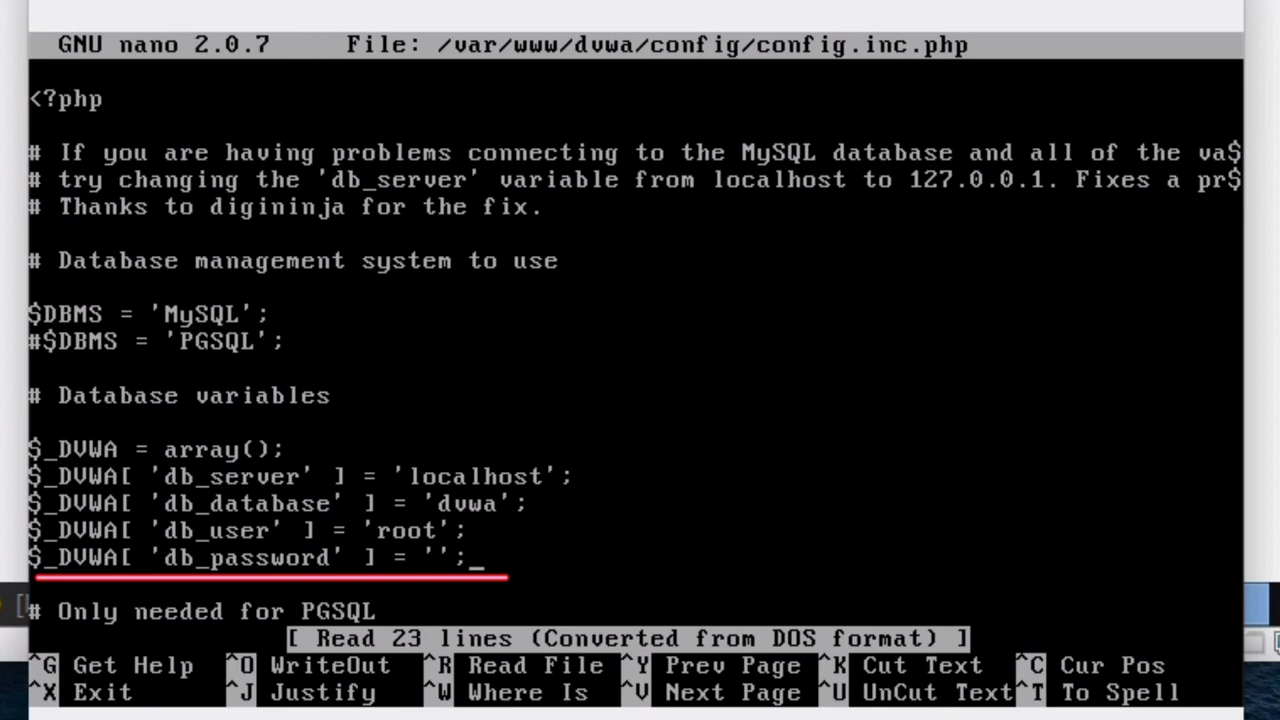 GNU nano 2.0.7 File: /var/www/dvwa/config/config.inc.php
<?php
# If you are having problems connecting to the MySQL database and all of the va$
# try changing the 'db_server' variable from localhost to 127.0.0.1. Fixes a pr$
# Thanks to digininja for the fix.
# Database management system to use
$DBMS = 'MySQL';
#$DBMS = 'PGSQL';
# Database variables
$_DVWA = array();
$_DVWA[ 'db_server' ] = 'localhost';
$_DVWA[ 'db_database' ] = 'dvwa';
$_DVWA[ 'db_user' ] = 'root';
$_DVWA[ 'db_password' ] = '';_
# Only needed for PGSQL
[ Read 23 lines (Converted from DOS format) ]
^G Get Help ^O WriteOut ^R Read File ^Y Prev Page ^K Cut Text ^C Cur Pos
^X Exit ^J Justify ^W Where Is ^V Next Page ^U UnCut Text^T To Spell